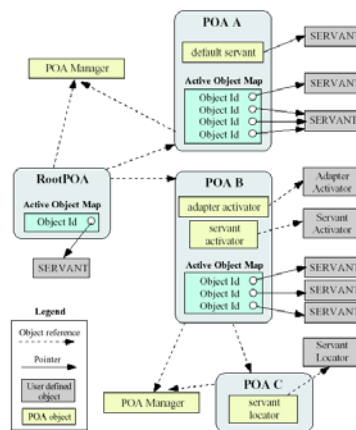 POA A
default servant
SERVANT
POA Manager
Active Object Map
Object Id
Object Id
Object Id
Object Id
SERVANT
SERVANT
RootPOA
Active Object Map
Object Id
SERVANT
POA B
adapter activator
servant
activator
Adapter
Activator
Servant
Activator
Active Object Map
Object Id
Object Id
Object Id
SERVANT
SERVANT
SERVANT
Legend
Object reference
Pointer
User defined
object
POA object
POA Manager
POA C
servant
locator
Servant
Locator